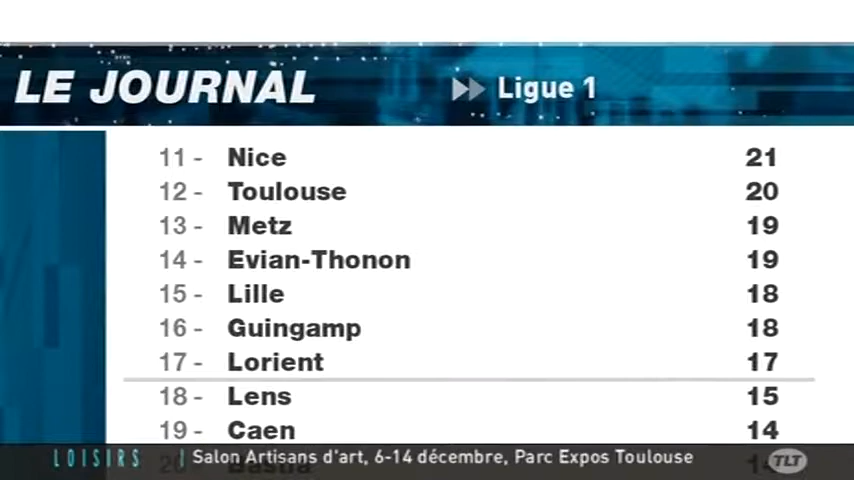 LE JOURNAL
Ligue 1
11 - Nice 21
12 - Toulouse 20
13 - Metz 19
14 - Evian-Thonon 19
15 - Lille 18
16 - Guingamp 18
17 - Lorient 17
18 - Lens 15
19 - Caen 14
20 - Bastia
LOISIRS | Salon Artisans d'art, 6-14 décembre, Parc Expos Toulouse
TLT